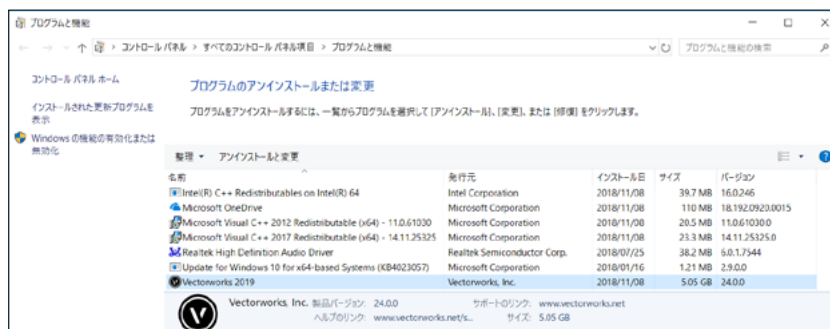 プログラムと機能
コントロール パネル › すべてのコントロール パネル項目 › プログラムと機能
プログラムと機能の検索
コントロール パネル ホーム
インストールされた更新プログラムを
表示
Windows の機能の有効化または
無効化
プログラムのアンインストールまたは変更
プログラムをアンインストールするには、一覧からプログラムを選択して [アンインストール]、[変更]、または [修復] をクリックします。
整理 ▾ アンインストールと変更
名前 発行元 インストール日 サイズ バージョン
Intel(R) C++ Redistributables on Intel(R) 64 Intel Corporation 2018/11/08 39.7 MB 16.0.246
Microsoft OneDrive Microsoft Corporation 2018/11/08 110 MB 18.192.0920.0015
Microsoft Visual C++ 2012 Redistributable (x64) - 11.0.61030 Microsoft Corporation 2018/11/08 20.5 MB 11.0.61030.0
Microsoft Visual C++ 2017 Redistributable (x64) - 14.11.25325 Microsoft Corporation 2018/11/08 23.3 MB 14.11.25325.0
Realtek High Definition Audio Driver Realtek Semiconductor Corp. 2018/07/25 38.2 MB 6.0.1.7544
Update for Windows 10 for x64-based Systems (KB4023057) Microsoft Corporation 2018/01/16 1.21 MB 2.9.0.0
Vectorworks 2019 Vectorworks, Inc. 2018/11/08 5.05 GB 24.0.0
Vectorworks, Inc. 製品バージョン: 24.0.0 サポートのリンク: www.vectorworks.net
ヘルプのリンク: www.vectorworks.net/s... サイズ: 5.05 GB